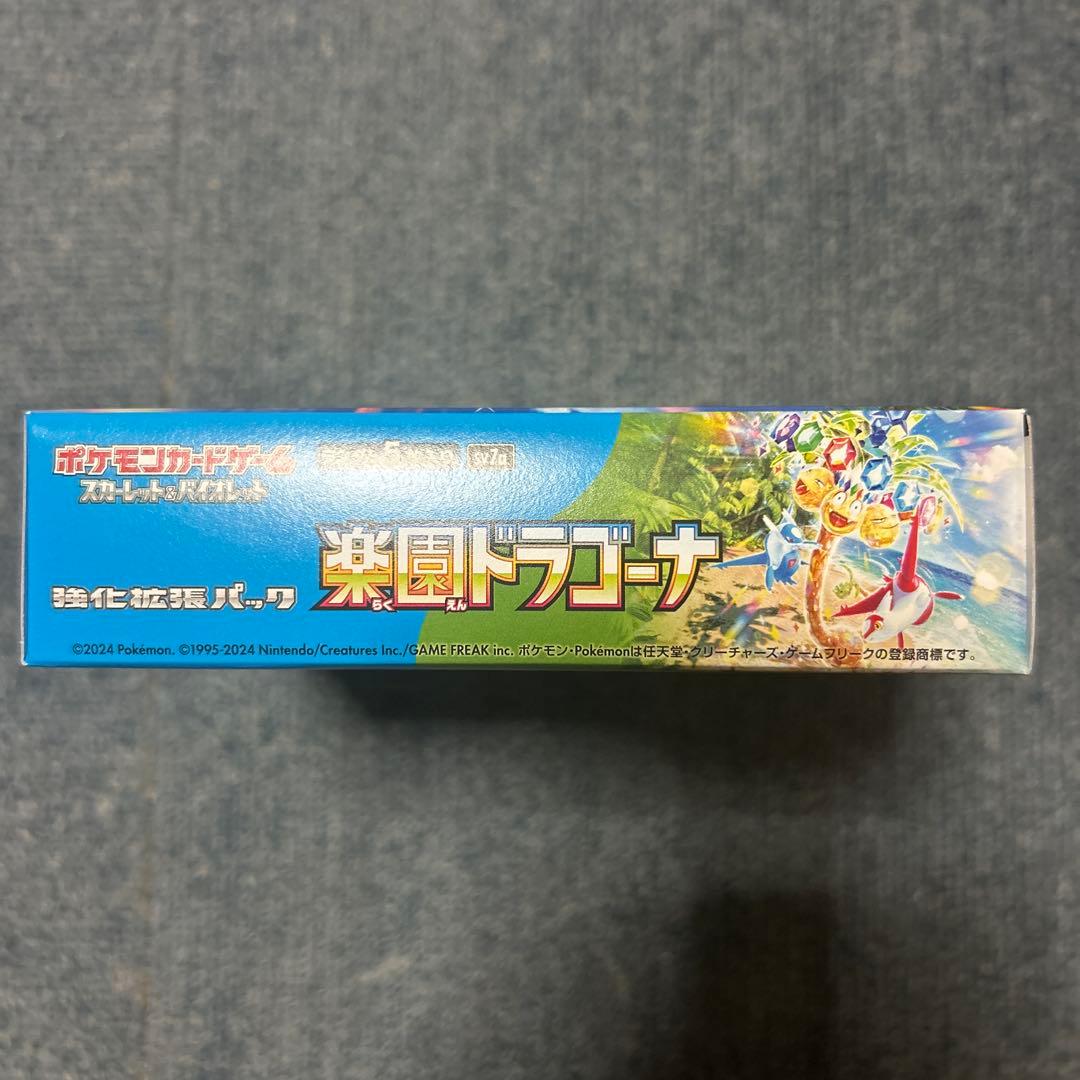 ポケモンカードゲーム
スカーレット&バイオレット
sv7a
強化拡張パック
楽園ドラゴーナ
らく えん
©2024 Pokémon. ©1995-2024 Nintendo/Creatures Inc./GAME FREAK inc. ポケモン・Pokémonは任天堂・クリーチャーズ・ゲームフリークの登録商標です。